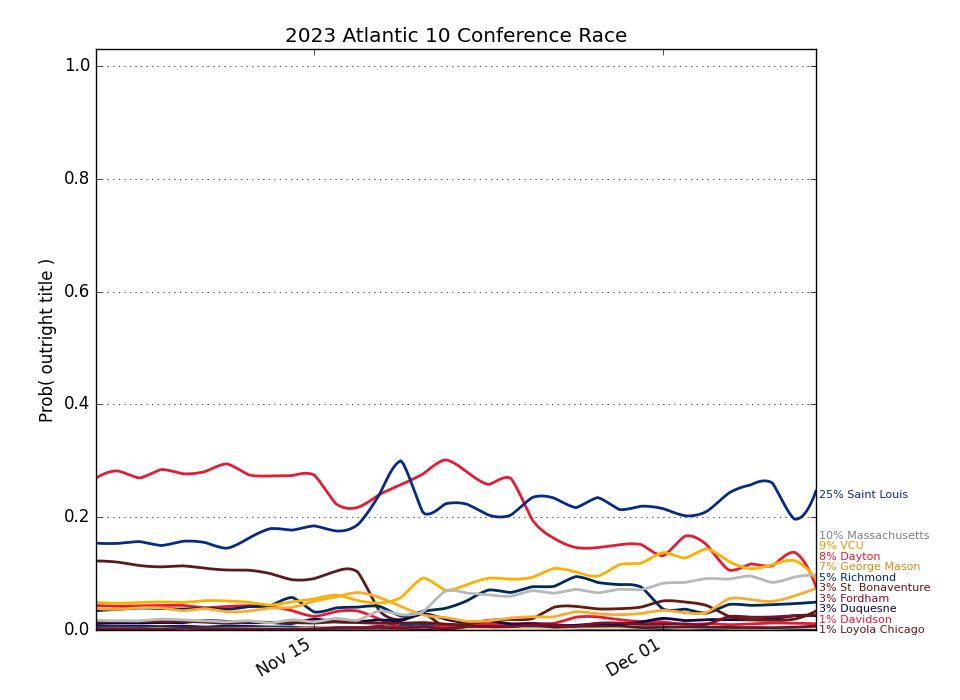 2023 Atlantic 10 Conference Race
Prob( outright title )
1.0
0.8
0.6
0.4
0.2
0.0
Nov 15
Dec 01
25% Saint Louis
10% Massachusetts
9% VCU
8% Dayton
7% George Mason
5% Richmond
3% St. Bonaventure
3% Fordham
3% Duquesne
1% Davidson
1% Loyola Chicago